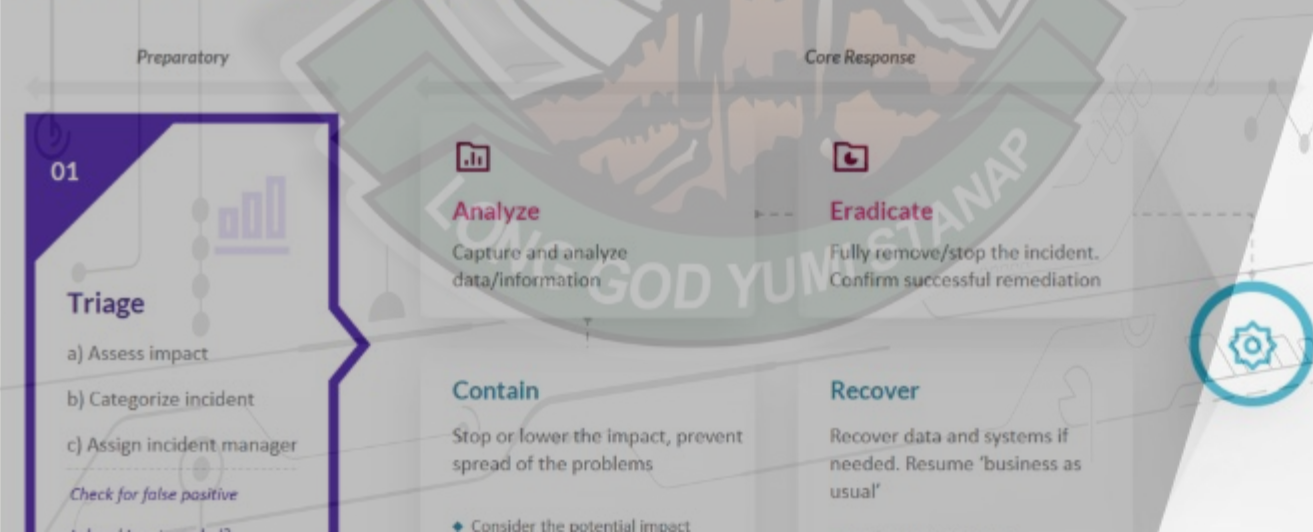 Preparatory
Core Response
01
Triage
a) Assess impact
b) Categorize incident
c) Assign incident manager
Check for false positive
Analyze
Capture and analyze
data/information
Eradicate
Fully remove/stop the incident.
Confirm successful remediation
Contain
Stop or lower the impact, prevent
spread of the problems
Consider the potential impact
Recover
Recover data and systems if
needed. Resume ‘business as
usual’
LONG GOD YUMI STANAP